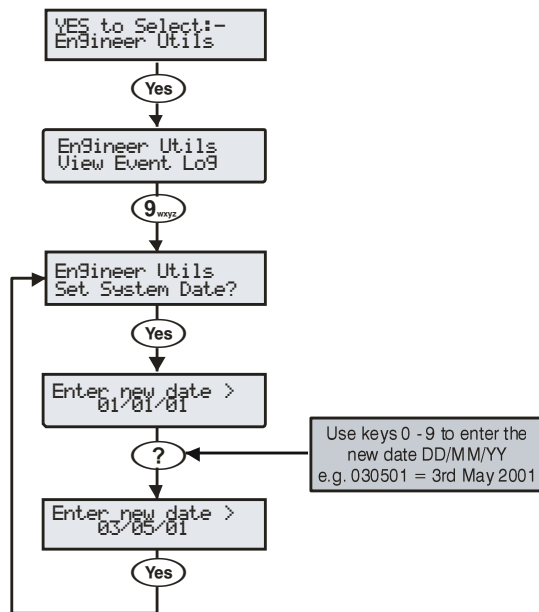 YES to Select:-
Engineer Utils
Yes
Engineer Utils
View Event Log
9wxyz
Engineer Utils
Set System Date?
Yes
Enter new date >
01/01/01
?
Use keys 0 - 9 to enter the
new date DD/MM/YY
e.g. 030501 = 3rd May 2001
Enter new date >
03/05/01
Yes